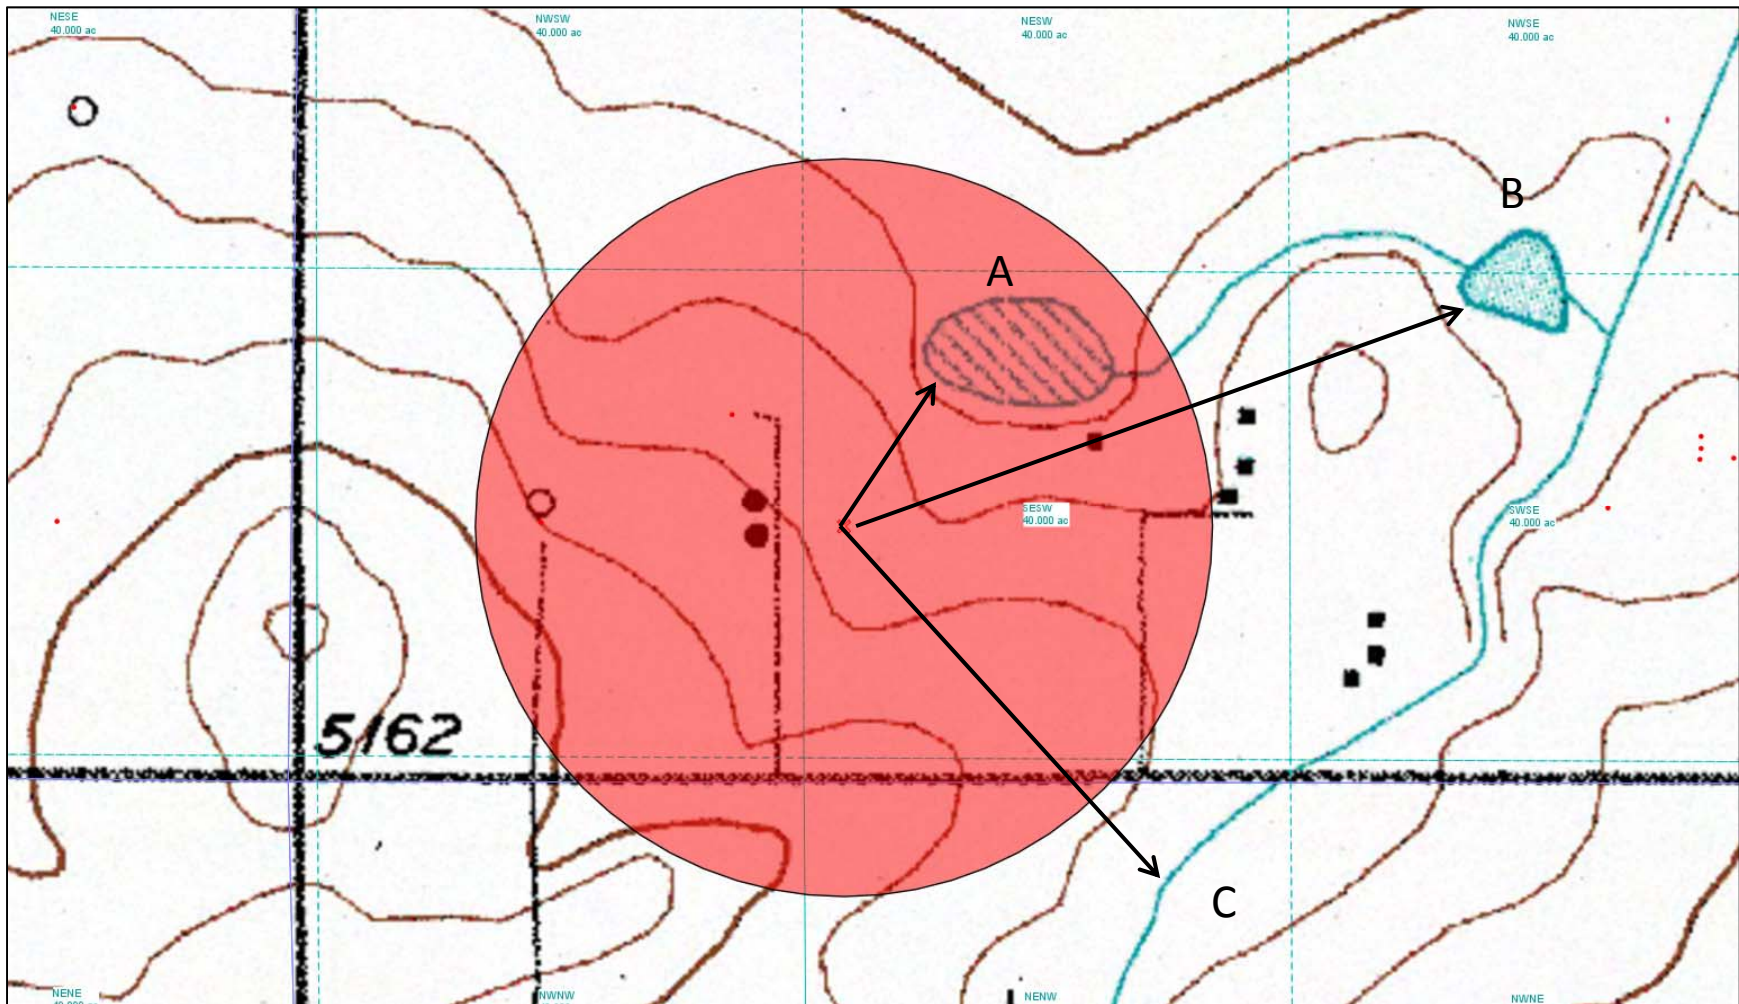 NESE
40.000 ac
NWSW
40.000 ac
NESW
40.000 ac
NWSE
40.000 ac
B
A
SESW
40.000 ac
SWSE
40.000 ac
5162
C
NENE
NWNW
NENW
NWNE